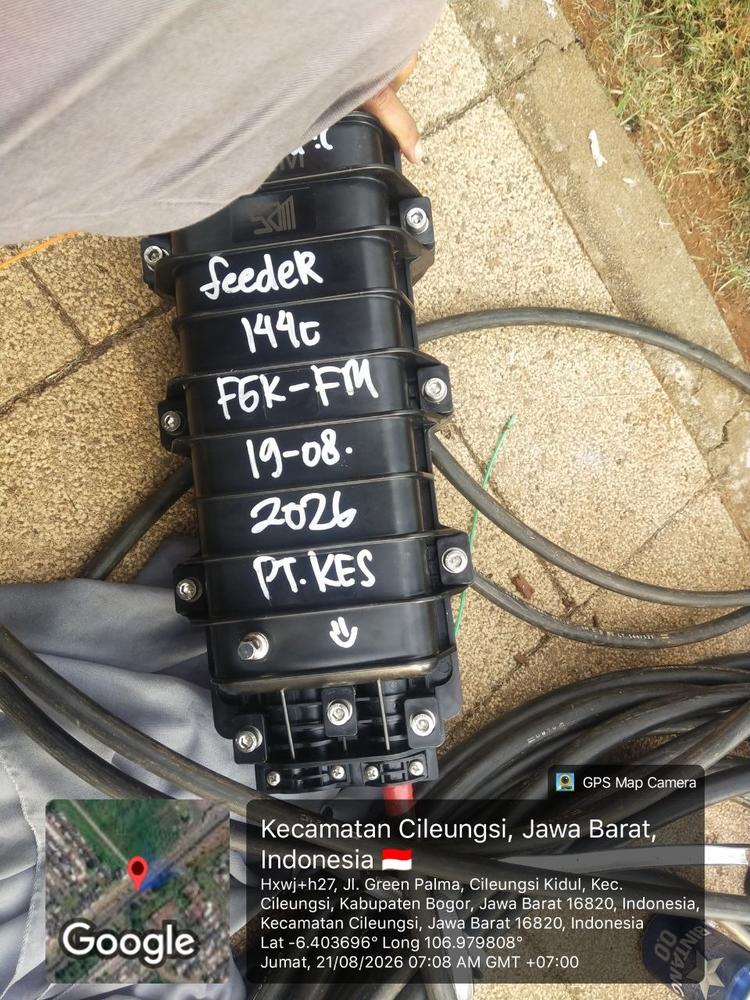 SKM
feedeR
144c
FGK-FM
19-08.
2026
PT.KES
GPS Map Camera
Kecamatan Cileungsi, Jawa Barat,
Indonesia
Hxwj+h27, Jl. Green Palma, Cileungsi Kidul, Kec.
Cileungsi, Kabupaten Bogor, Jawa Barat 16820, Indonesia,
Kecamatan Cileungsi, Jawa Barat 16820, Indonesia
Lat -6.403696° Long 106.979808°
Jumat, 21/08/2026 07:08 AM GMT +07:00
Google
BINTANG